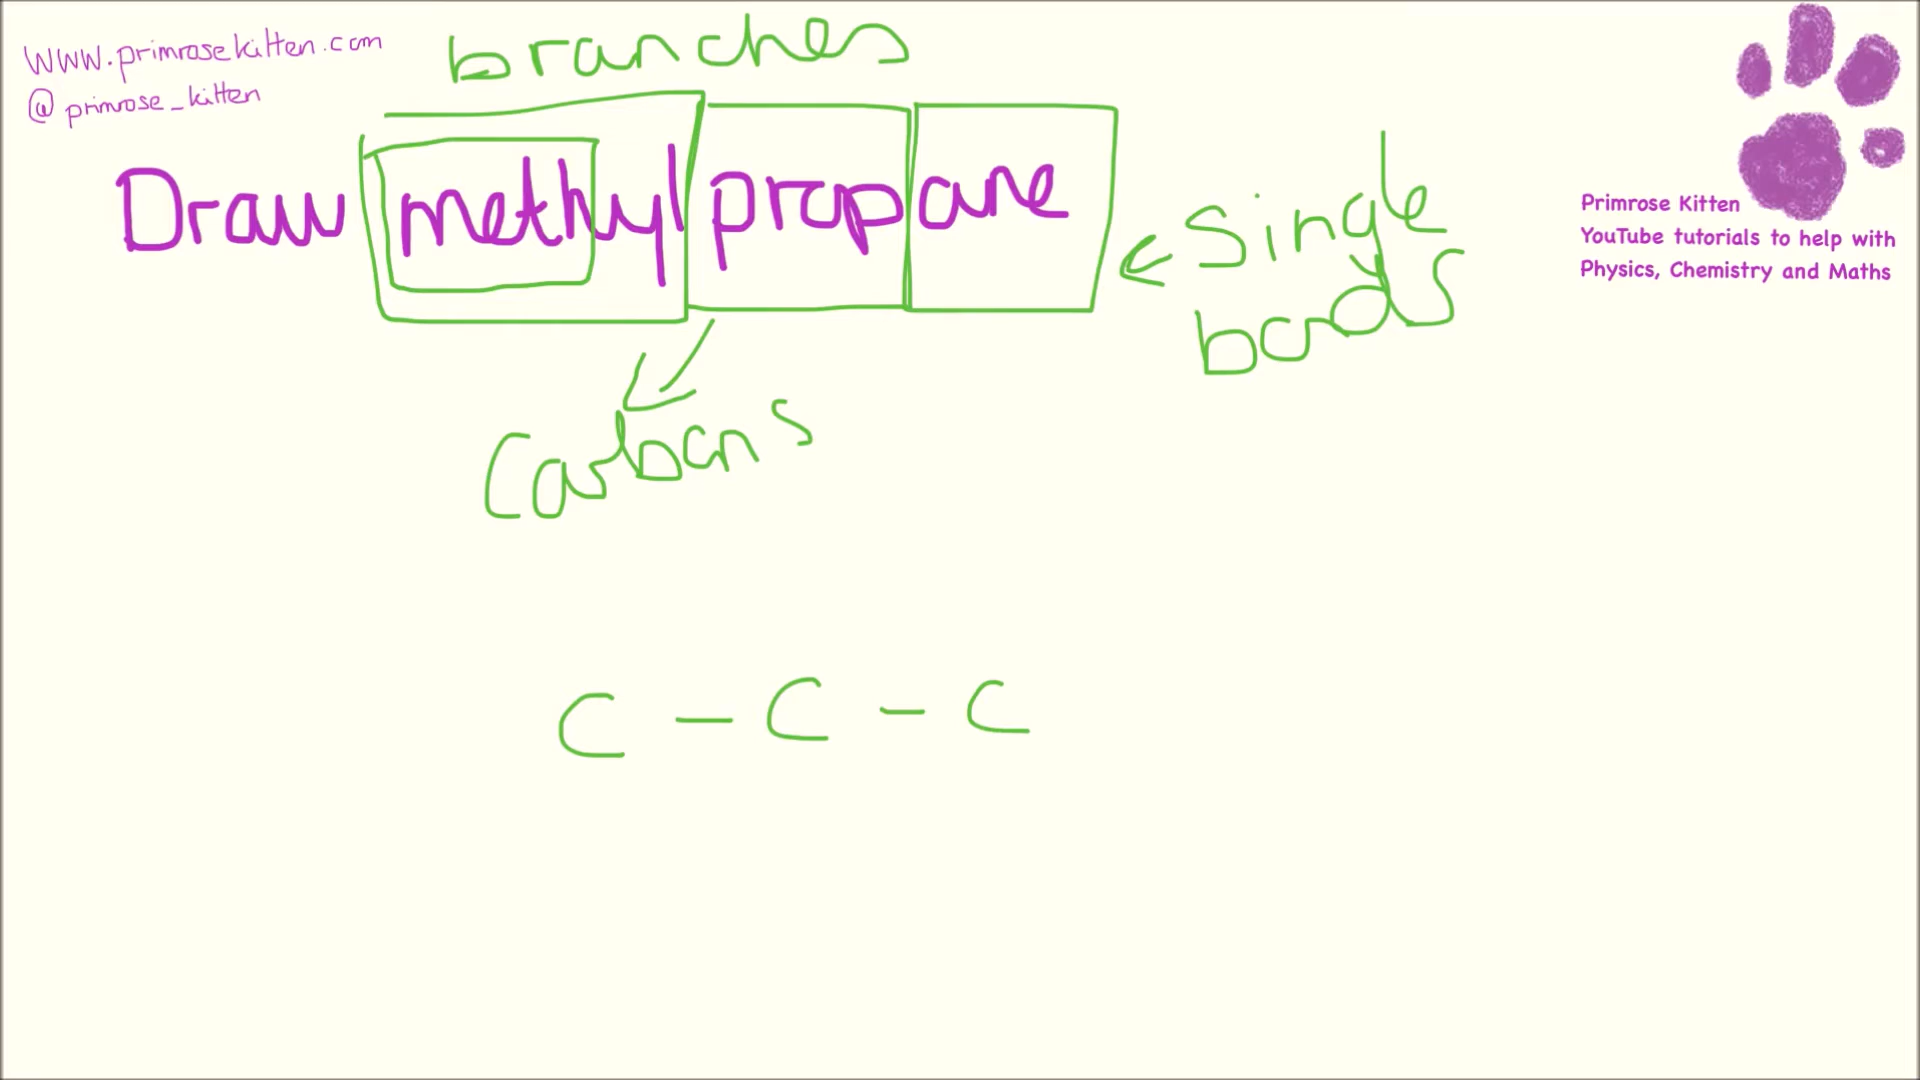 www.primrosekitten.com
@primrose_kitten
branches
Draw methylpropane
single
bonds
Carbons
C - C - C
Primrose Kitten
YouTube tutorials to help with
Physics, Chemistry and Maths